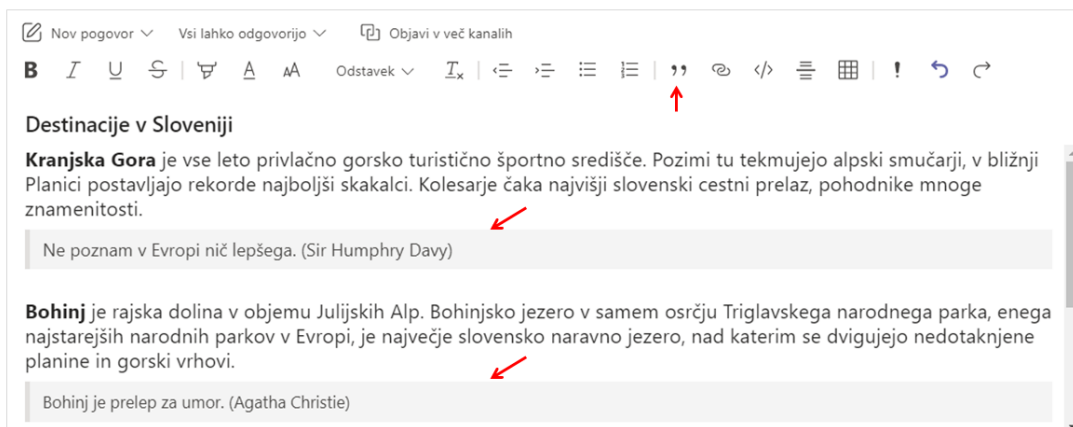 Nov pogovor Vsi lahko odgovorijo Objavi v več kanalih
B I U S A AA Odstavek Tx ,, </> !
Destinacije v Sloveniji
Kranjska Gora je vse leto privlačno gorsko turistično športno središče. Pozimi tu tekmujejo alpski smučarji, v bližnji
Planici postavljajo rekorde najboljši skakalci. Kolesarje čaka najvišji slovenski cestni prelaz, pohodnike mnoge
znamenitosti.
Ne poznam v Evropi nič lepšega. (Sir Humphry Davy)
Bohinj je rajska dolina v objemu Julijskih Alp. Bohinjsko jezero v samem osrčju Triglavskega narodnega parka, enega
najstarejših narodnih parkov v Evropi, je največje slovensko naravno jezero, nad katerim se dvigujejo nedotaknjene
planine in gorski vrhovi.
Bohinj je prelep za umor. (Agatha Christie)